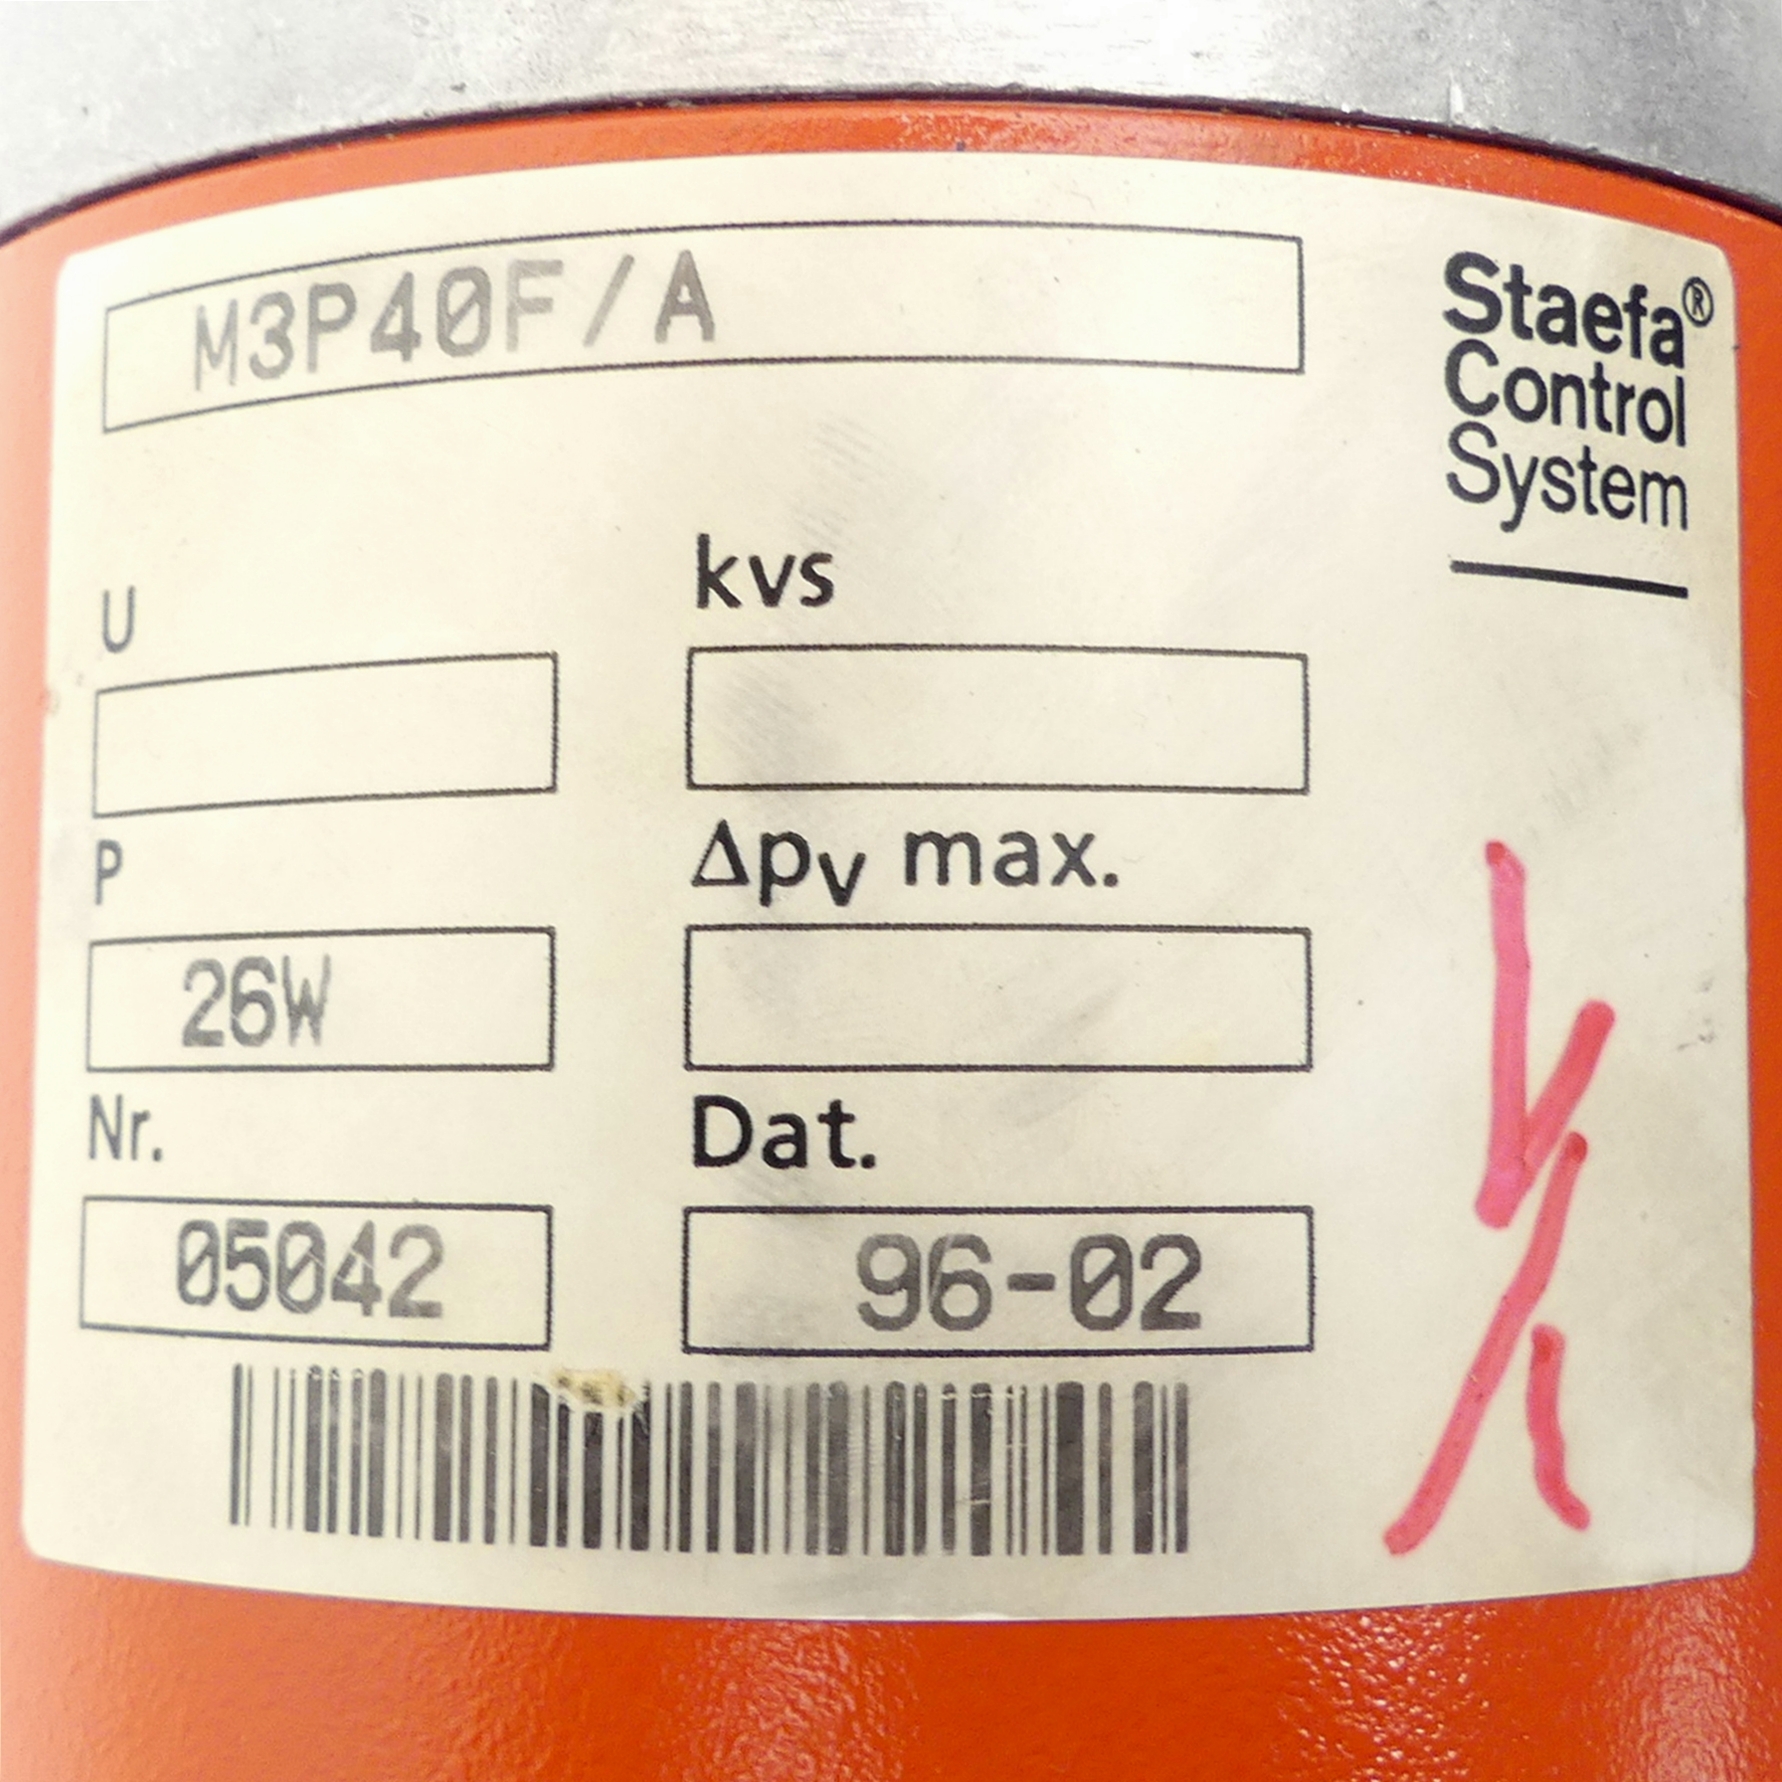 M3P40F/A
Staefa®
Control
System
U
kvs
P
Δpv max.
26W
Nr.
Dat.
05042
96-02